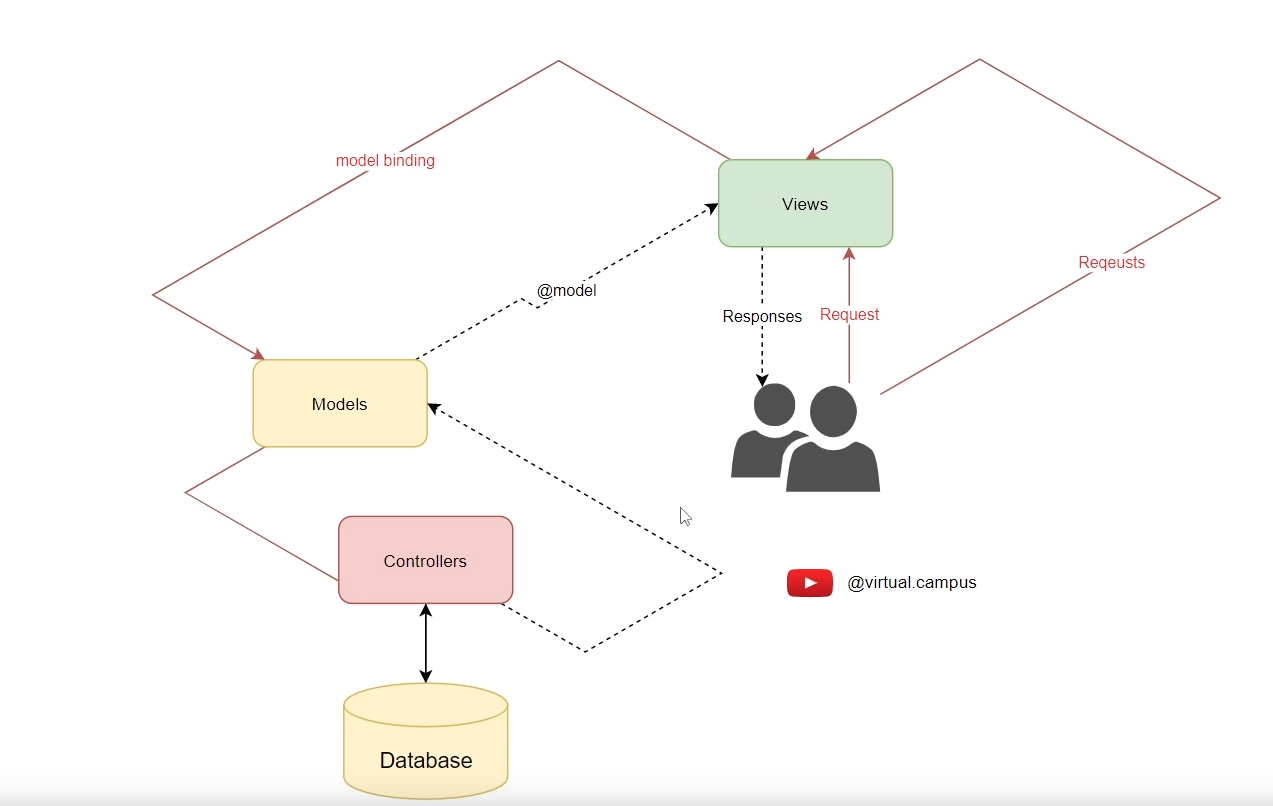 model binding
Views
Reqeusts
@model
Responses
Request
Models
Controllers
@virtual.campus
Database